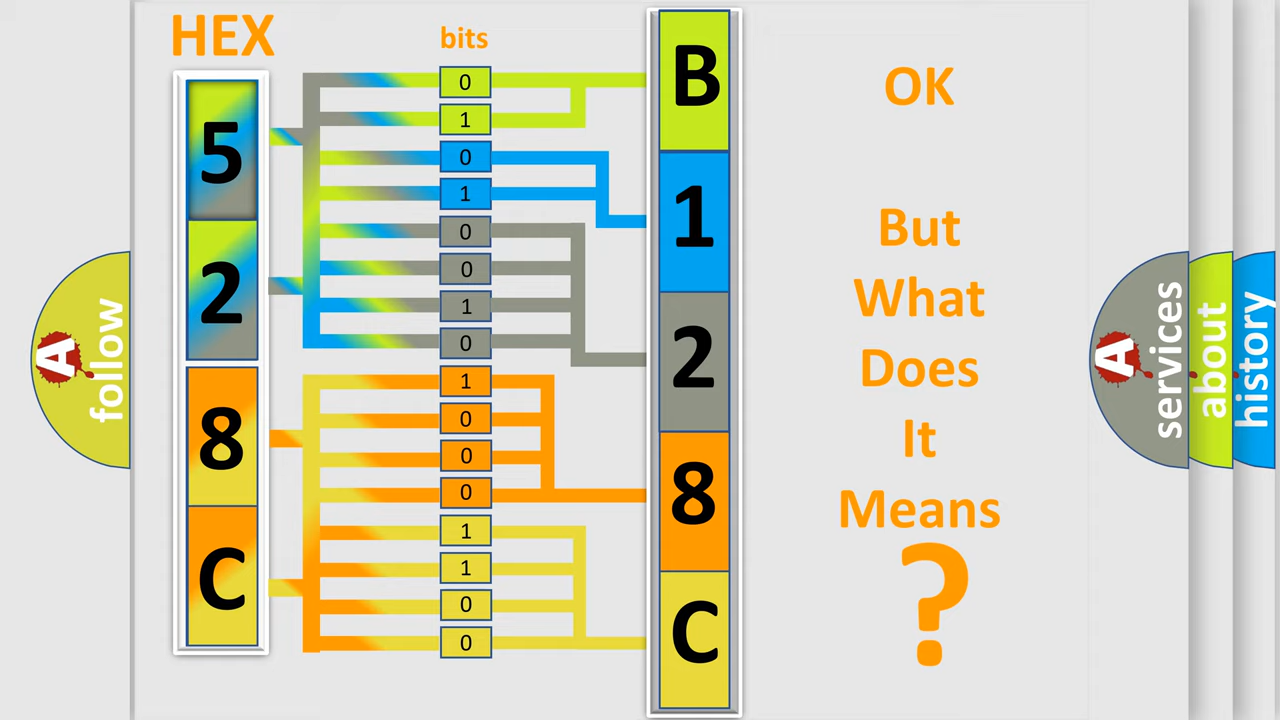 HEX
bits
5
2
8
C
0
1
0
1
0
0
1
0
1
0
0
0
1
1
0
0
B
1
2
8
C
OK
But
What
Does
It
Means
?
A
follow
A
services
about
history